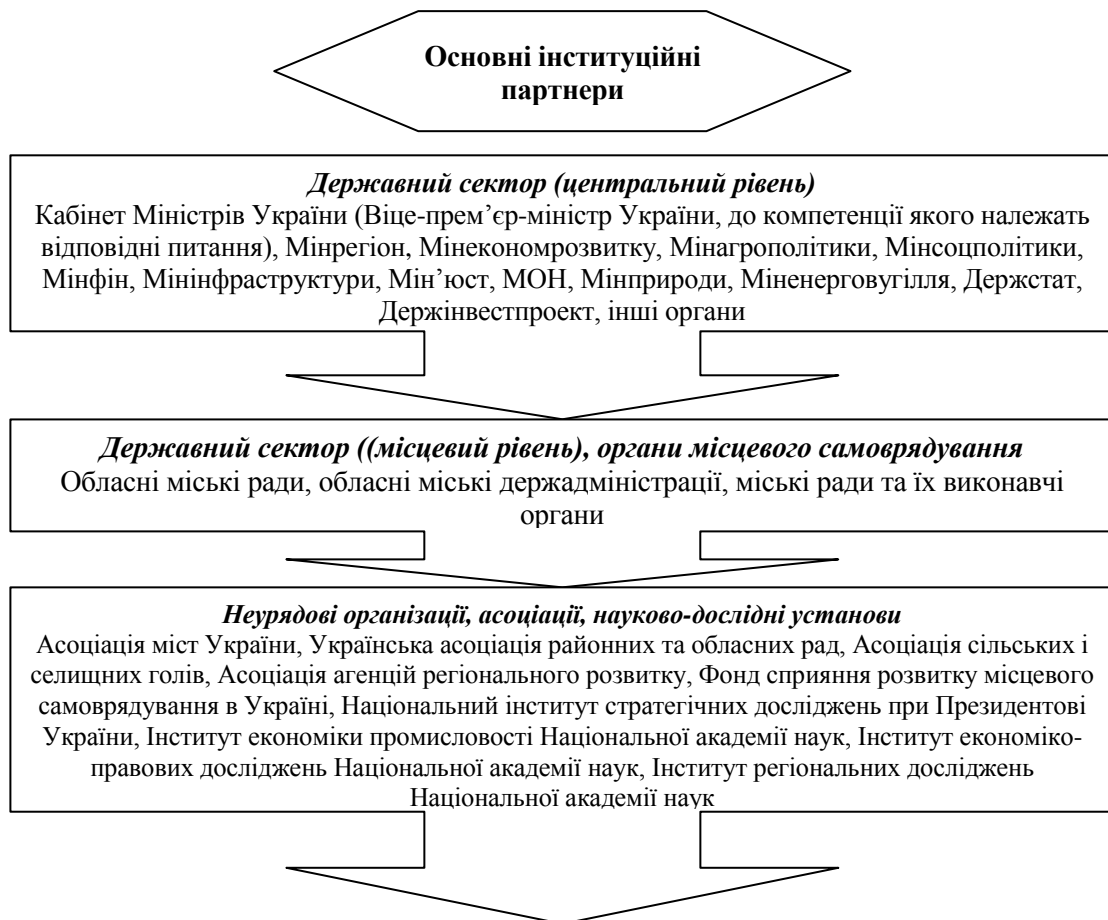 Основні інституційні
партнери
Державний сектор (центральний рівень)
Кабінет Міністрів України (Віце-прем’єр-міністр України, до компетенції якого належать
відповідні питання), Мінрегіон, Мінекономрозвитку, Мінагрополітики, Мінсоцполітики,
Мінфін, Мінінфраструктури, Мін’юст, МОН, Мінприроди, Міненерговугілля, Держстат,
Держінвестпроект, інші органи
Державний сектор ((місцевий рівень), органи місцевого самоврядування
Обласні міські ради, обласні міські держадміністрації, міські ради та їх виконавчі
органи
Неурядові організації, асоціації, науково-дослідні установи
Асоціація міст України, Українська асоціація районних та обласних рад, Асоціація сільських і
селищних голів, Асоціація агенцій регіонального розвитку, Фонд сприяння розвитку місцевого
самоврядування в Україні, Національний інститут стратегічних досліджень при Президентові
України, Інститут економіки промисловості Національної академії наук, Інститут економіко-
правових досліджень Національної академії наук, Інститут регіональних досліджень
Національної академії наук